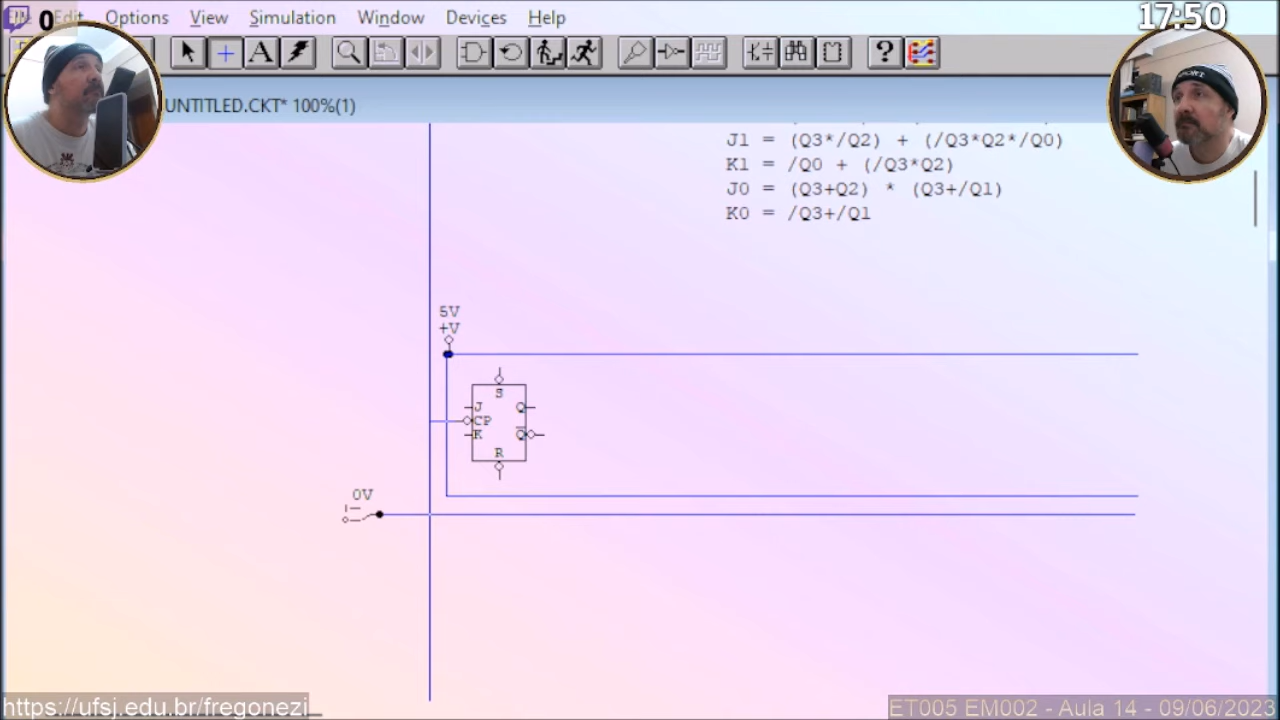 0
Edit Options View Simulation Window Devices Help
17:50
A
?
UNTITLED.CKT* 100%(1)
J1 = (Q3*/Q2) + (/Q3*Q2*/Q0)
K1 = /Q0 + (/Q3*Q2)
J0 = (Q3+Q2) * (Q3+/Q1)
K0 = /Q3+/Q1
5V
+V
S
J Q
CP
K Q
R
0V
https://ufsj.edu.br/fregonezi
ET005 EM002 - Aula 14 - 09/06/2023